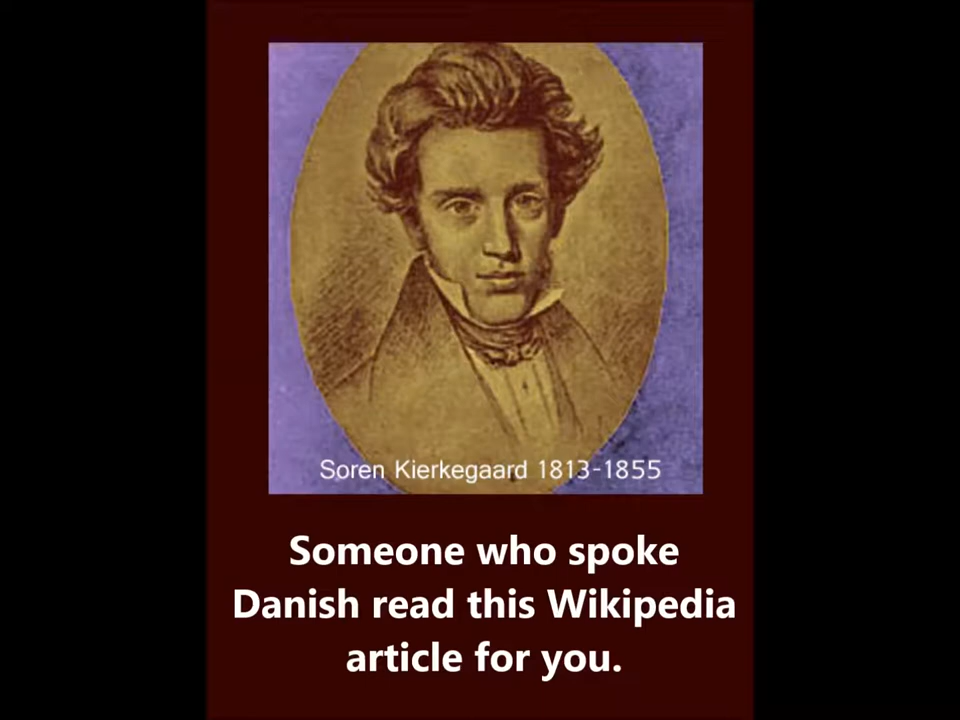 Soren Kierkegaard 1813-1855
Someone who spoke
Danish read this Wikipedia
article for you.